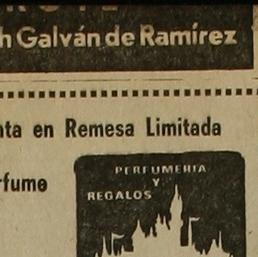 h Galván de Ramírez
nta en Remesa Limitada
rfume
PERFUMERIA
Y
REGALOS